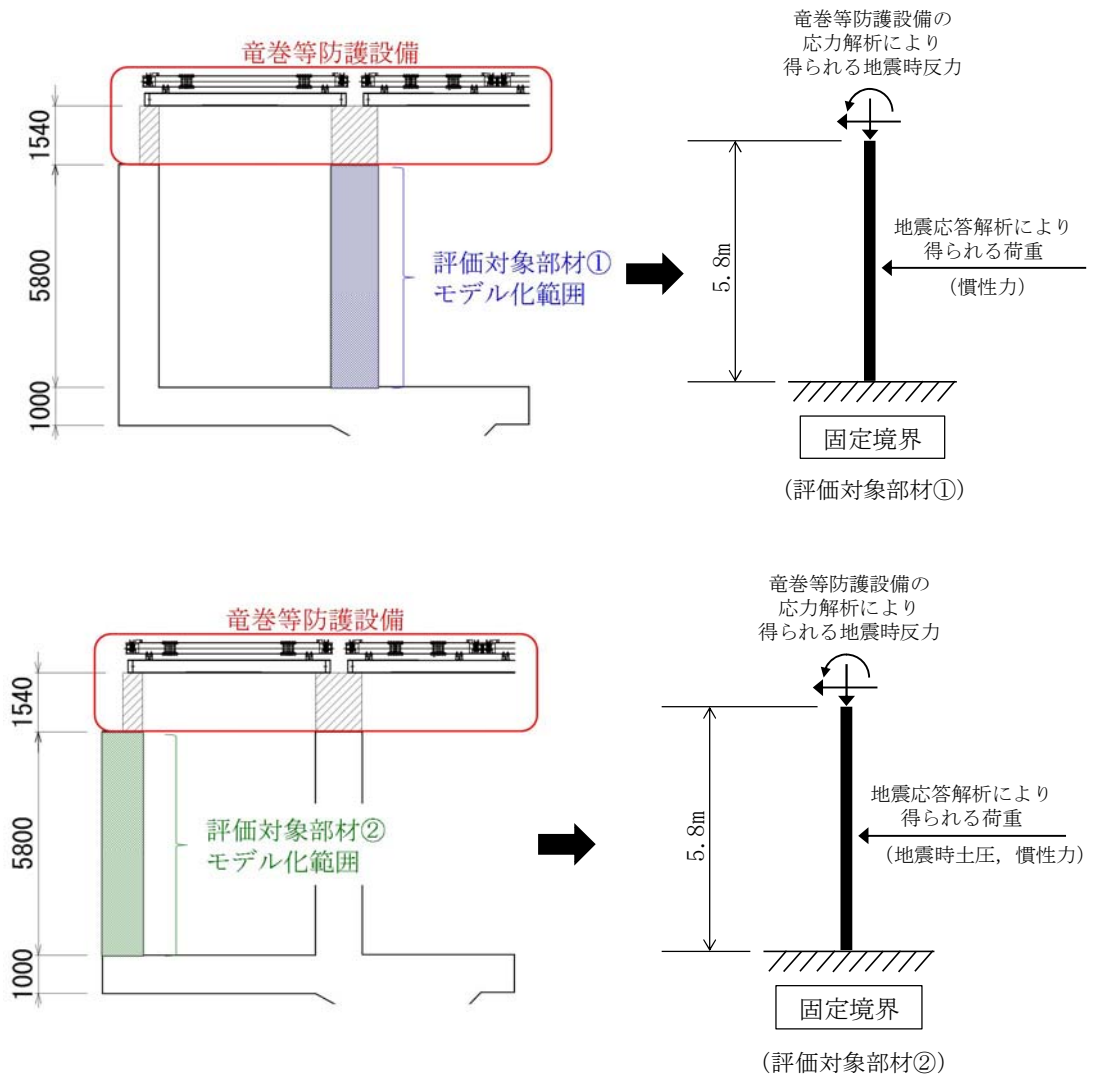 竜巻等防護設備
1540
5800
1000
評価対象部材①
モデル化範囲
竜巻等防護設備の
応力解析により
得られる地震時反力
5.8m
地震応答解析により
得られる荷重
(慣性力)
固定境界
(評価対象部材①)
竜巻等防護設備
1540
5800
1000
評価対象部材②
モデル化範囲
竜巻等防護設備の
応力解析により
得られる地震時反力
5.8m
地震応答解析により
得られる荷重
(地震時土圧，慣性力)
固定境界
(評価対象部材②)